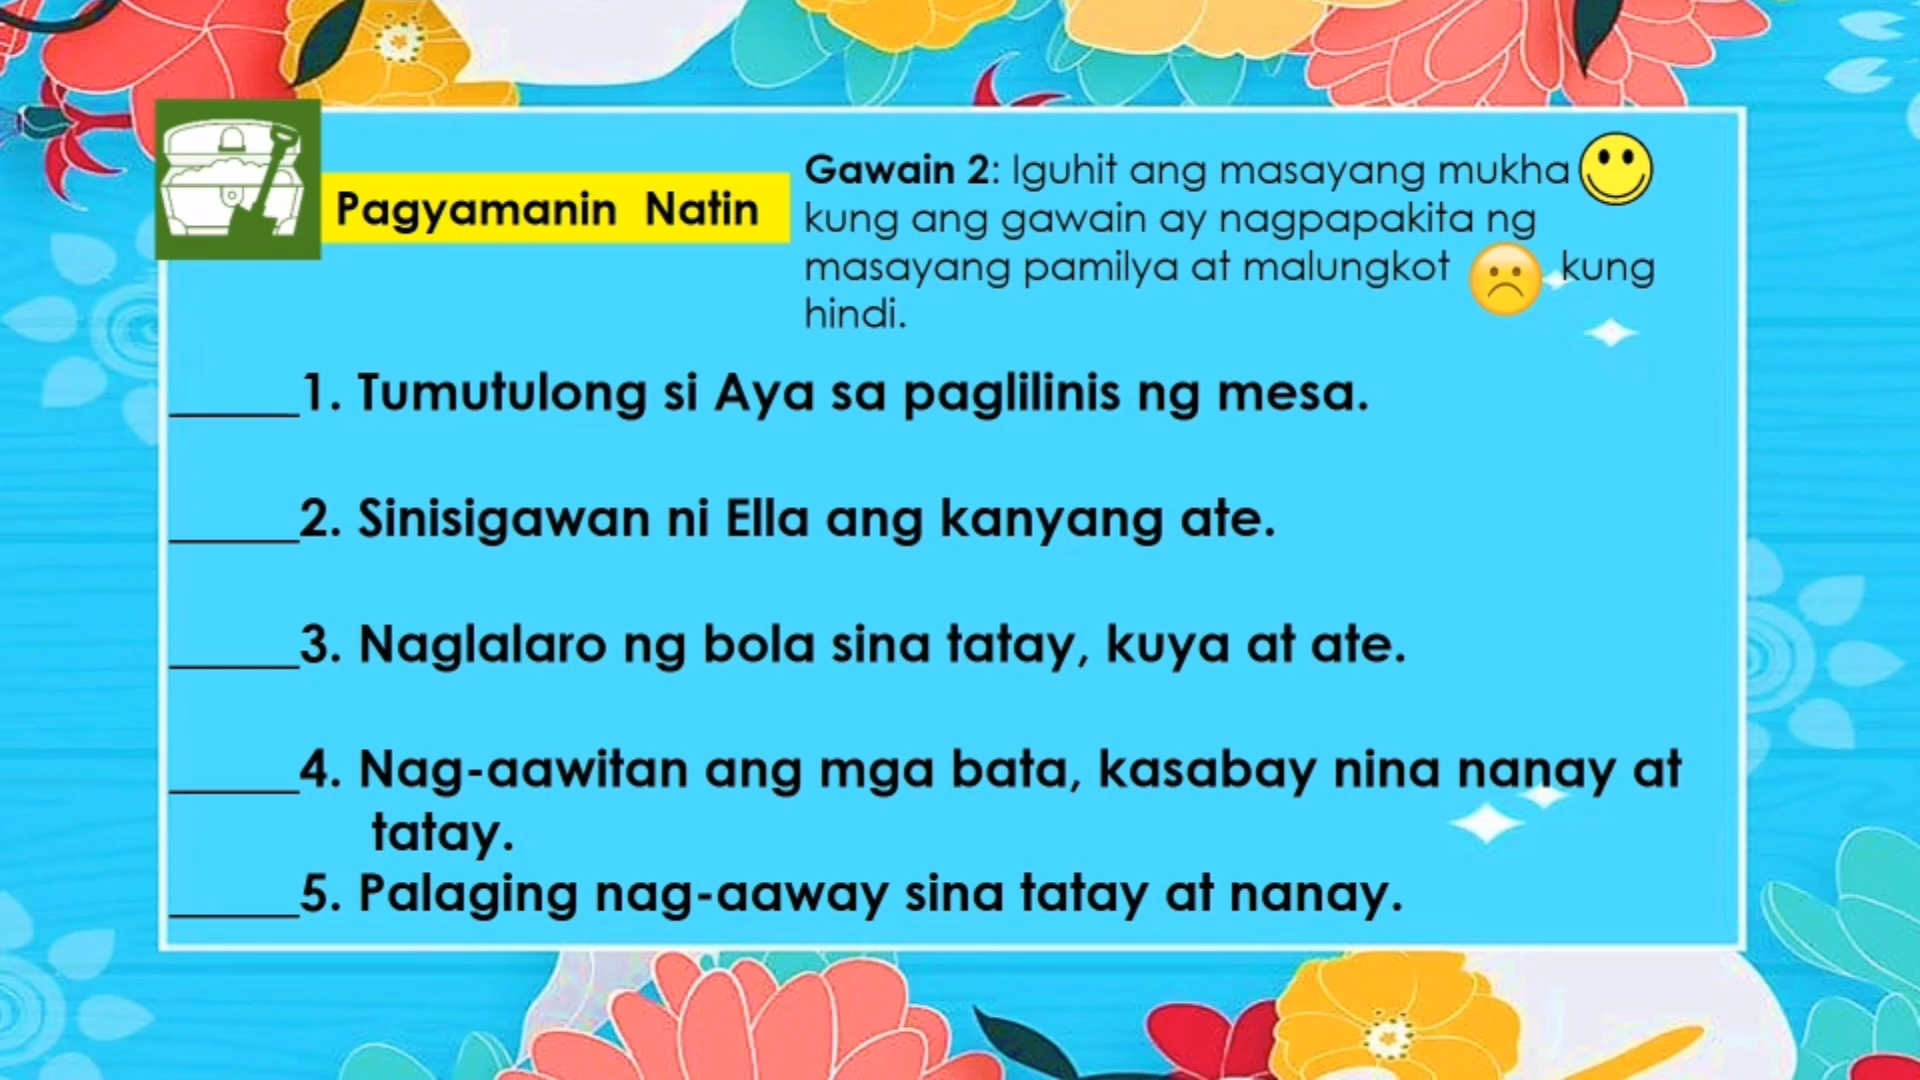 Pagyamanin Natin
Gawain 2: Iguhit ang masayang mukha
kung ang gawain ay nagpapakita ng
masayang pamilya at malungkot kung
hindi.
_____1. Tumutulong si Aya sa paglilinis ng mesa.
_____2. Sinisigawan ni Ella ang kanyang ate.
_____3. Naglalaro ng bola sina tatay, kuya at ate.
_____4. Nag-aawitan ang mga bata, kasabay nina nanay at
tatay.
_____5. Palaging nag-aaway sina tatay at nanay.